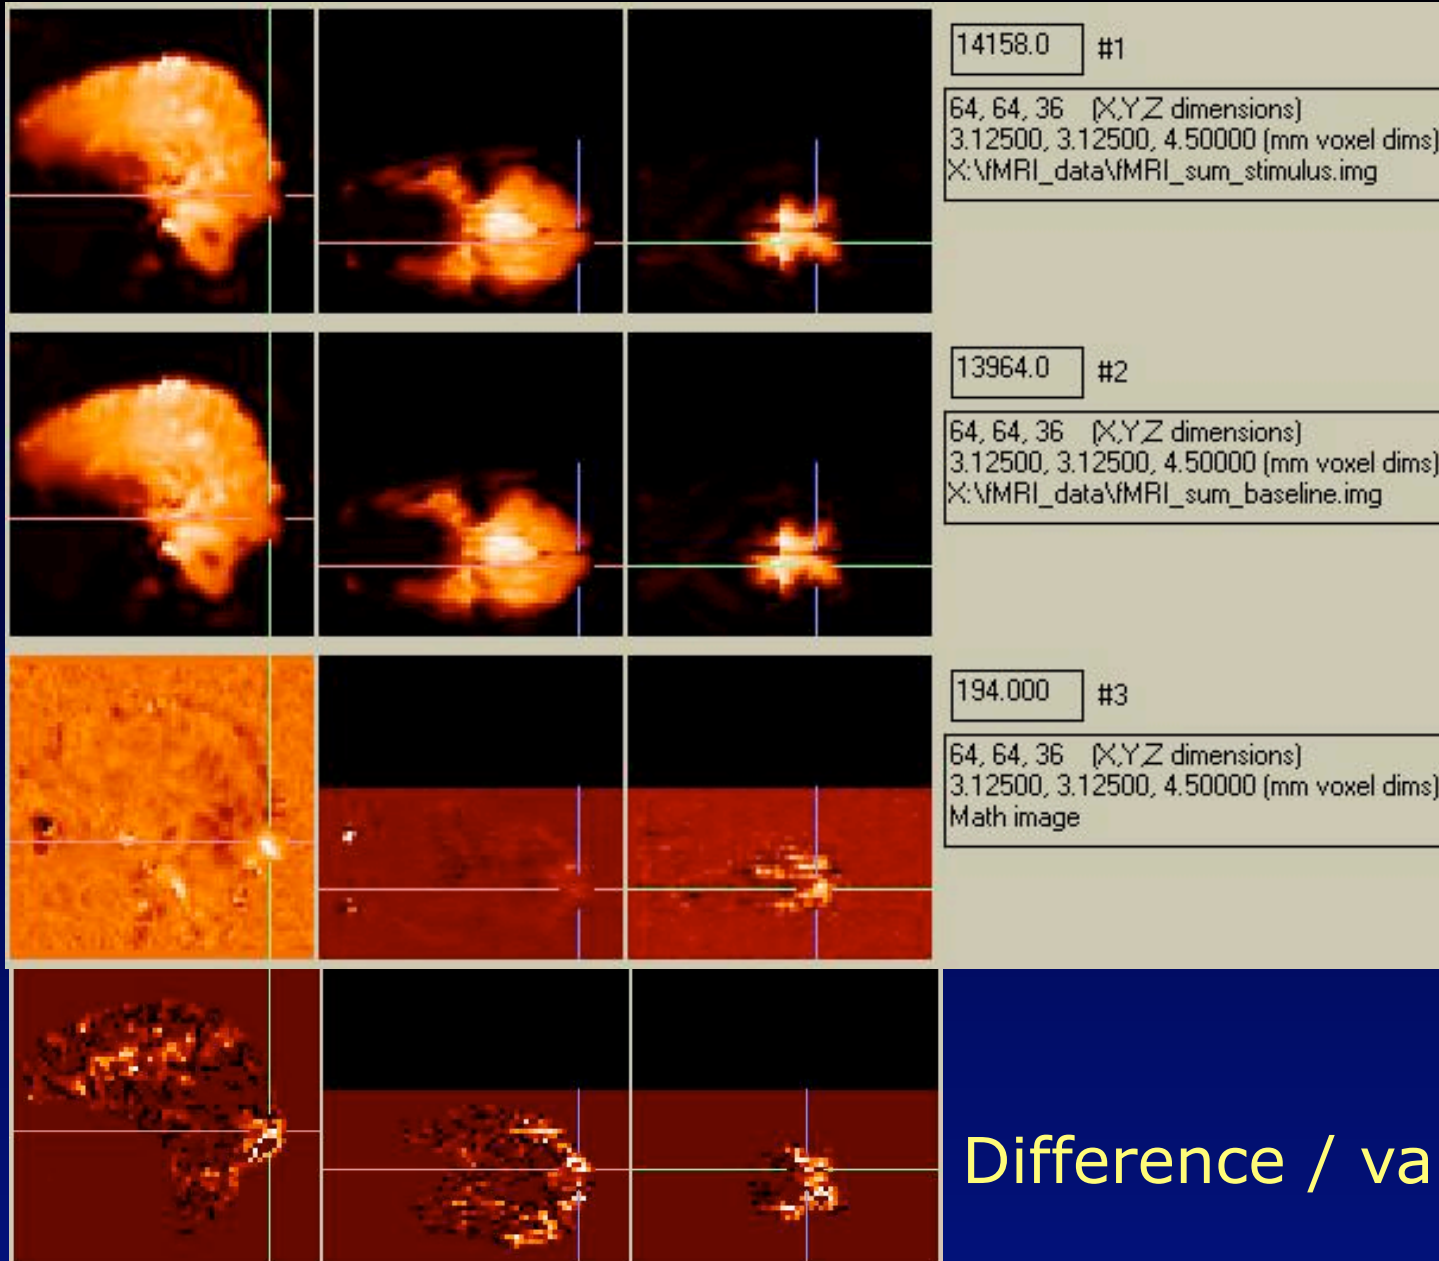 14158.0 #1
64, 64, 36 (X,Y,Z dimensions)
3.12500, 3.12500, 4.50000 (mm voxel dims)
X:\fMRI_data\fMRI_sum_stimulus.img
13964.0 #2
64, 64, 36 (X,Y,Z dimensions)
3.12500, 3.12500, 4.50000 (mm voxel dims)
X:\fMRI_data\fMRI_sum_baseline.img
194.000 #3
64, 64, 36 (X,Y,Z dimensions)
3.12500, 3.12500, 4.50000 (mm voxel dims)
Math image
Difference / va